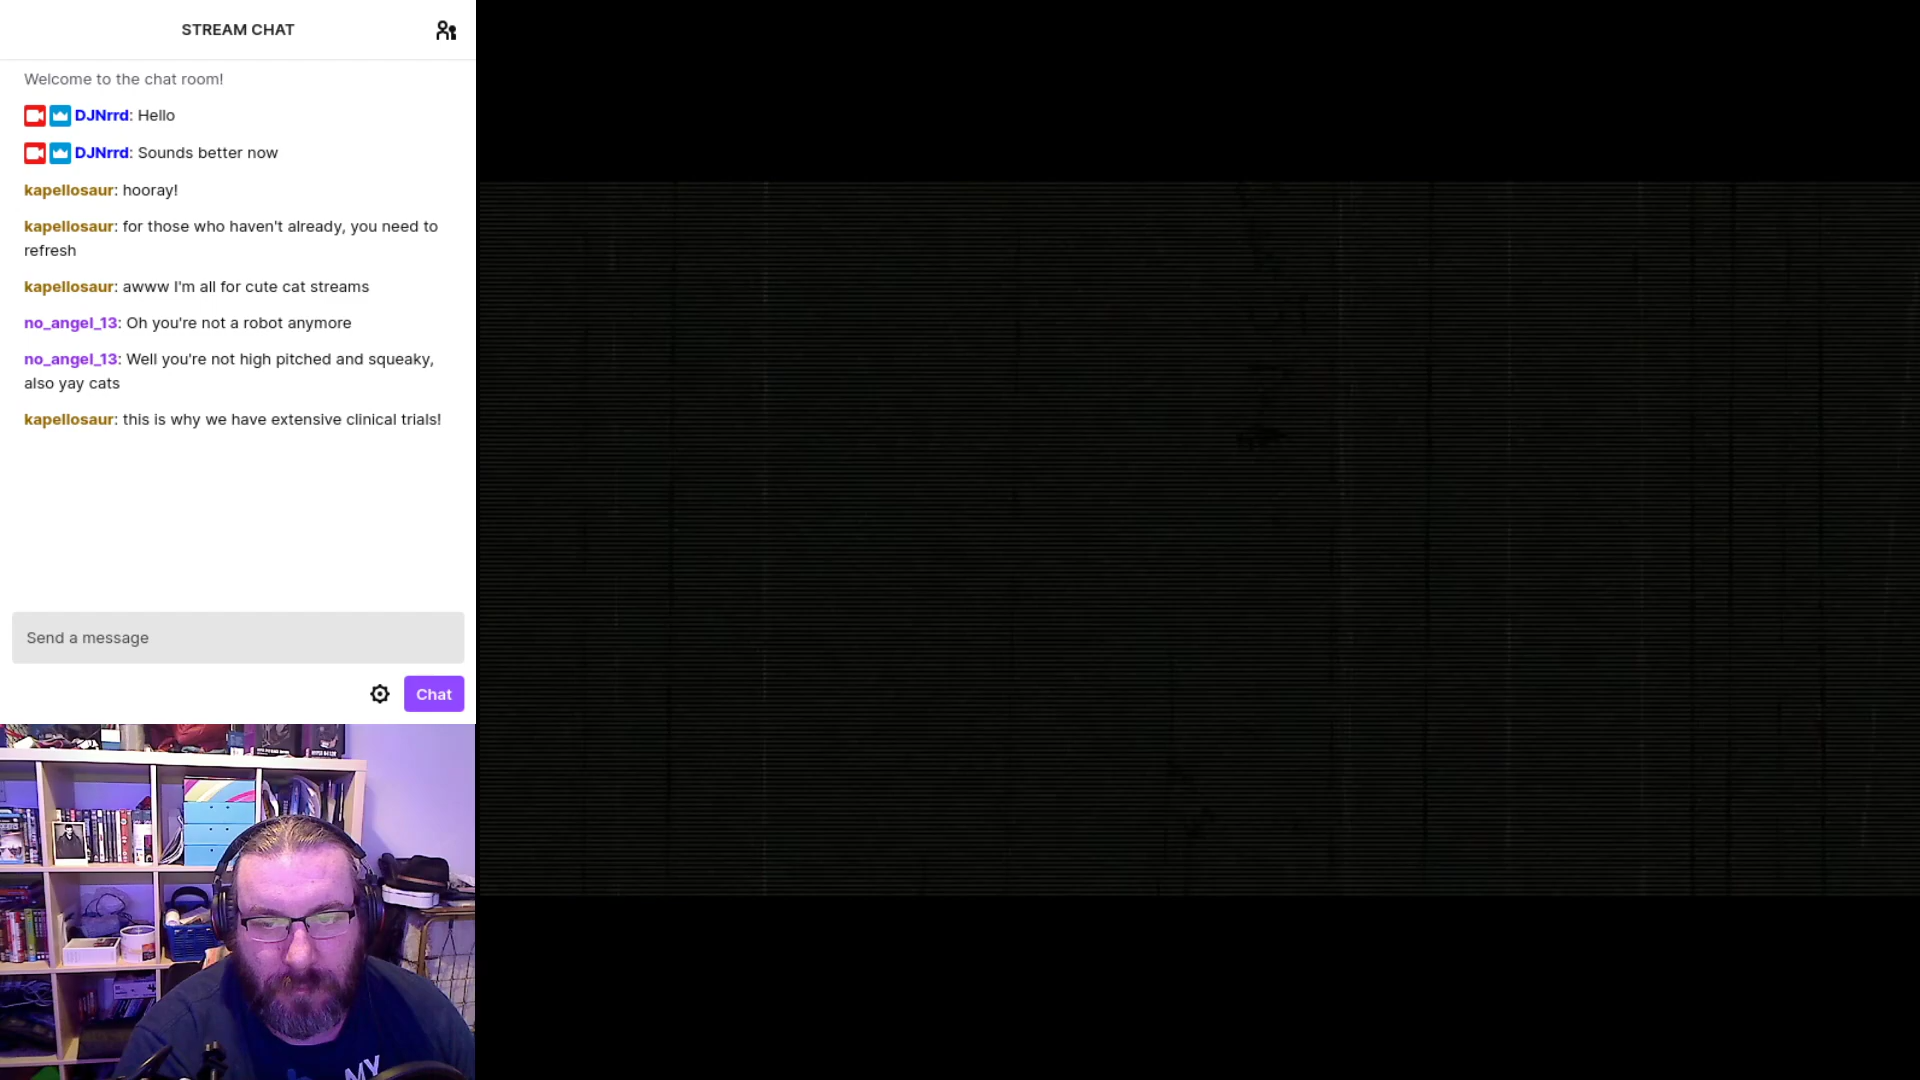 STREAM CHAT
Welcome to the chat room!
DJNrrd: Hello
DJNrrd: Sounds better now
kapellosaur: hooray!
kapellosaur: for those who haven't already, you need to
refresh
kapellosaur: awww I'm all for cute cat streams
no_angel_13: Oh you're not a robot anymore
no_angel_13: Well you're not high pitched and squeaky,
also yay cats
kapellosaur: this is why we have extensive clinical trials!
Send a message
Chat
MY